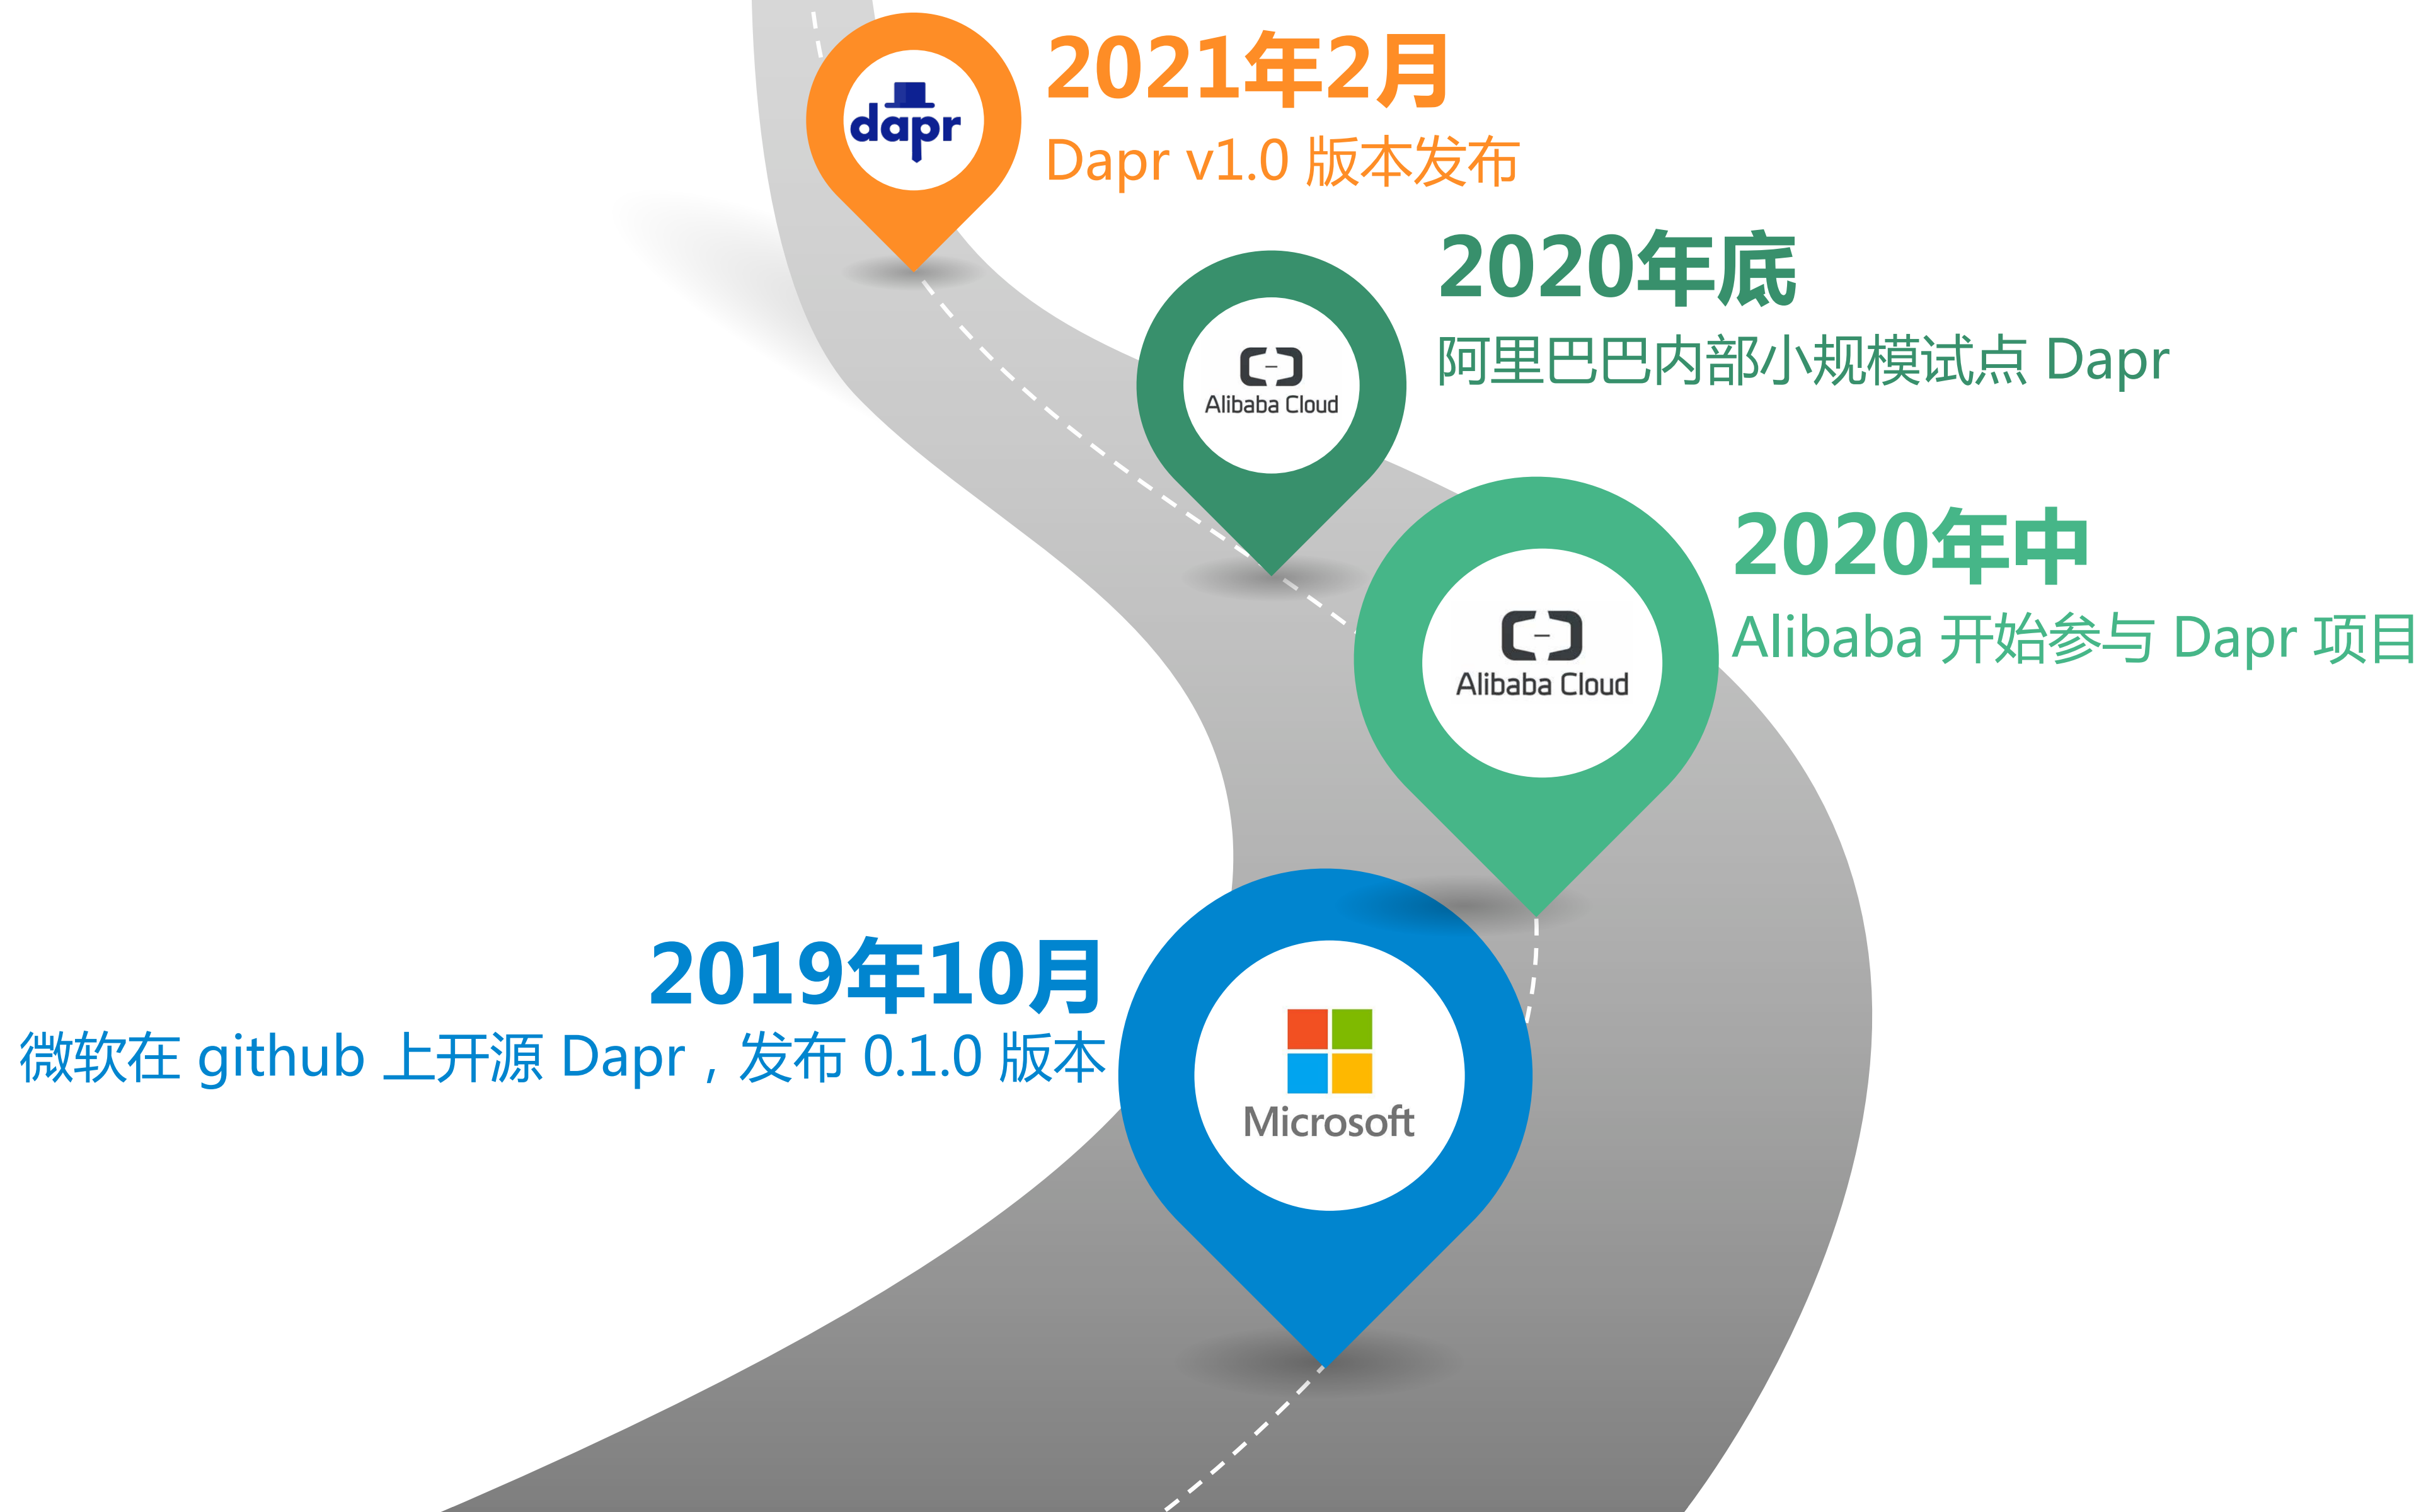 2021年2月
Dapr v1.0 版本发布
dapr
2020年底
阿里巴巴内部小规模试点 Dapr
Alibaba Cloud
2020年中
Alibaba 开始参与 Dapr 项目
Alibaba Cloud
2019年10月
微软在 github 上开源 Dapr，发布 0.1.0 版本
Microsoft